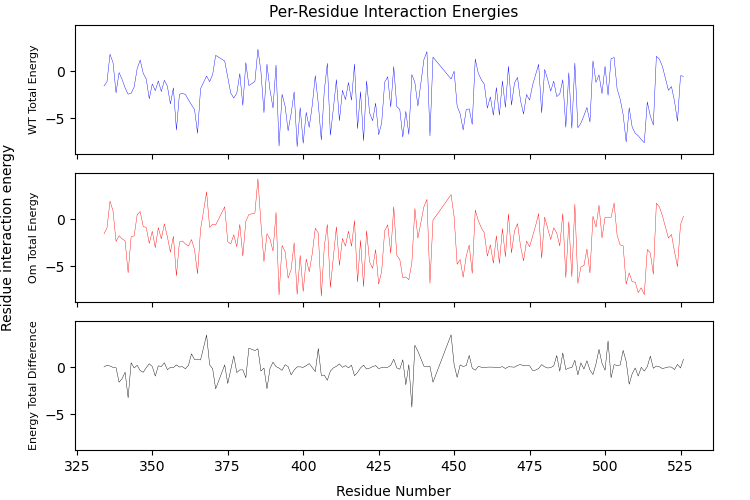 Per-Residue Interaction Energies
Residue interaction energy
WT Total Energy
0
−5
Om Total Energy
0
−5
Energy Total Difference
0
−5
325 350 375 400 425 450 475 500 525
Residue Number